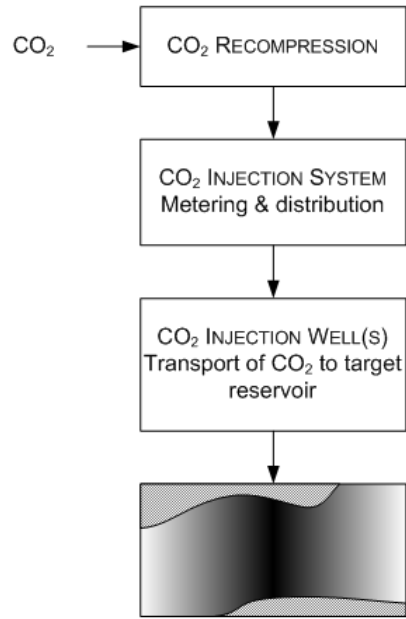 CO₂
CO₂ RECOMPRESSION
CO₂ INJECTION SYSTEM
Metering & distribution
CO₂ INJECTION WELL(S)
Transport of CO₂ to target
reservoir